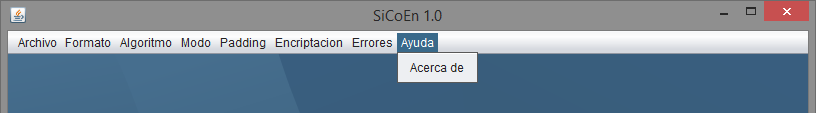 SiCoEn 1.0
Archivo Formato Algoritmo Modo Padding Encriptacion Errores Ayuda
Acerca de